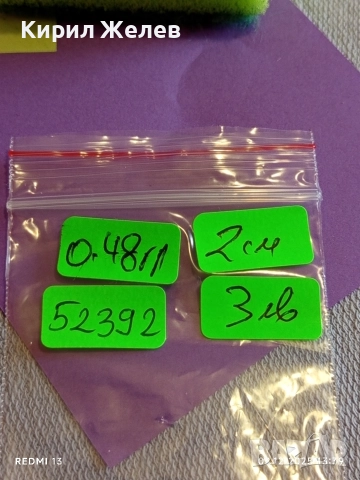 Кирил Желев
0.48гр
2см
52392
3лв
REDMI 13